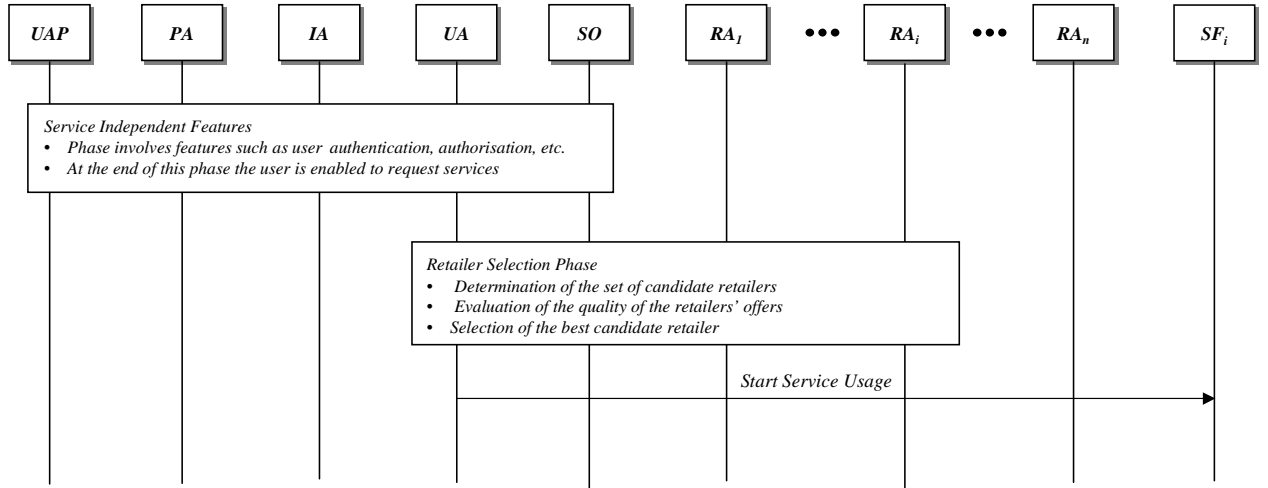 UAP PA IA UA SO RA1 ••• RAi ••• RAn SFi
Service Independent Features
• Phase involves features such as user authentication, authorisation, etc.
• At the end of this phase the user is enabled to request services
Retailer Selection Phase
• Determination of the set of candidate retailers
• Evaluation of the quality of the retailers’ offers
• Selection of the best candidate retailer
Start Service Usage